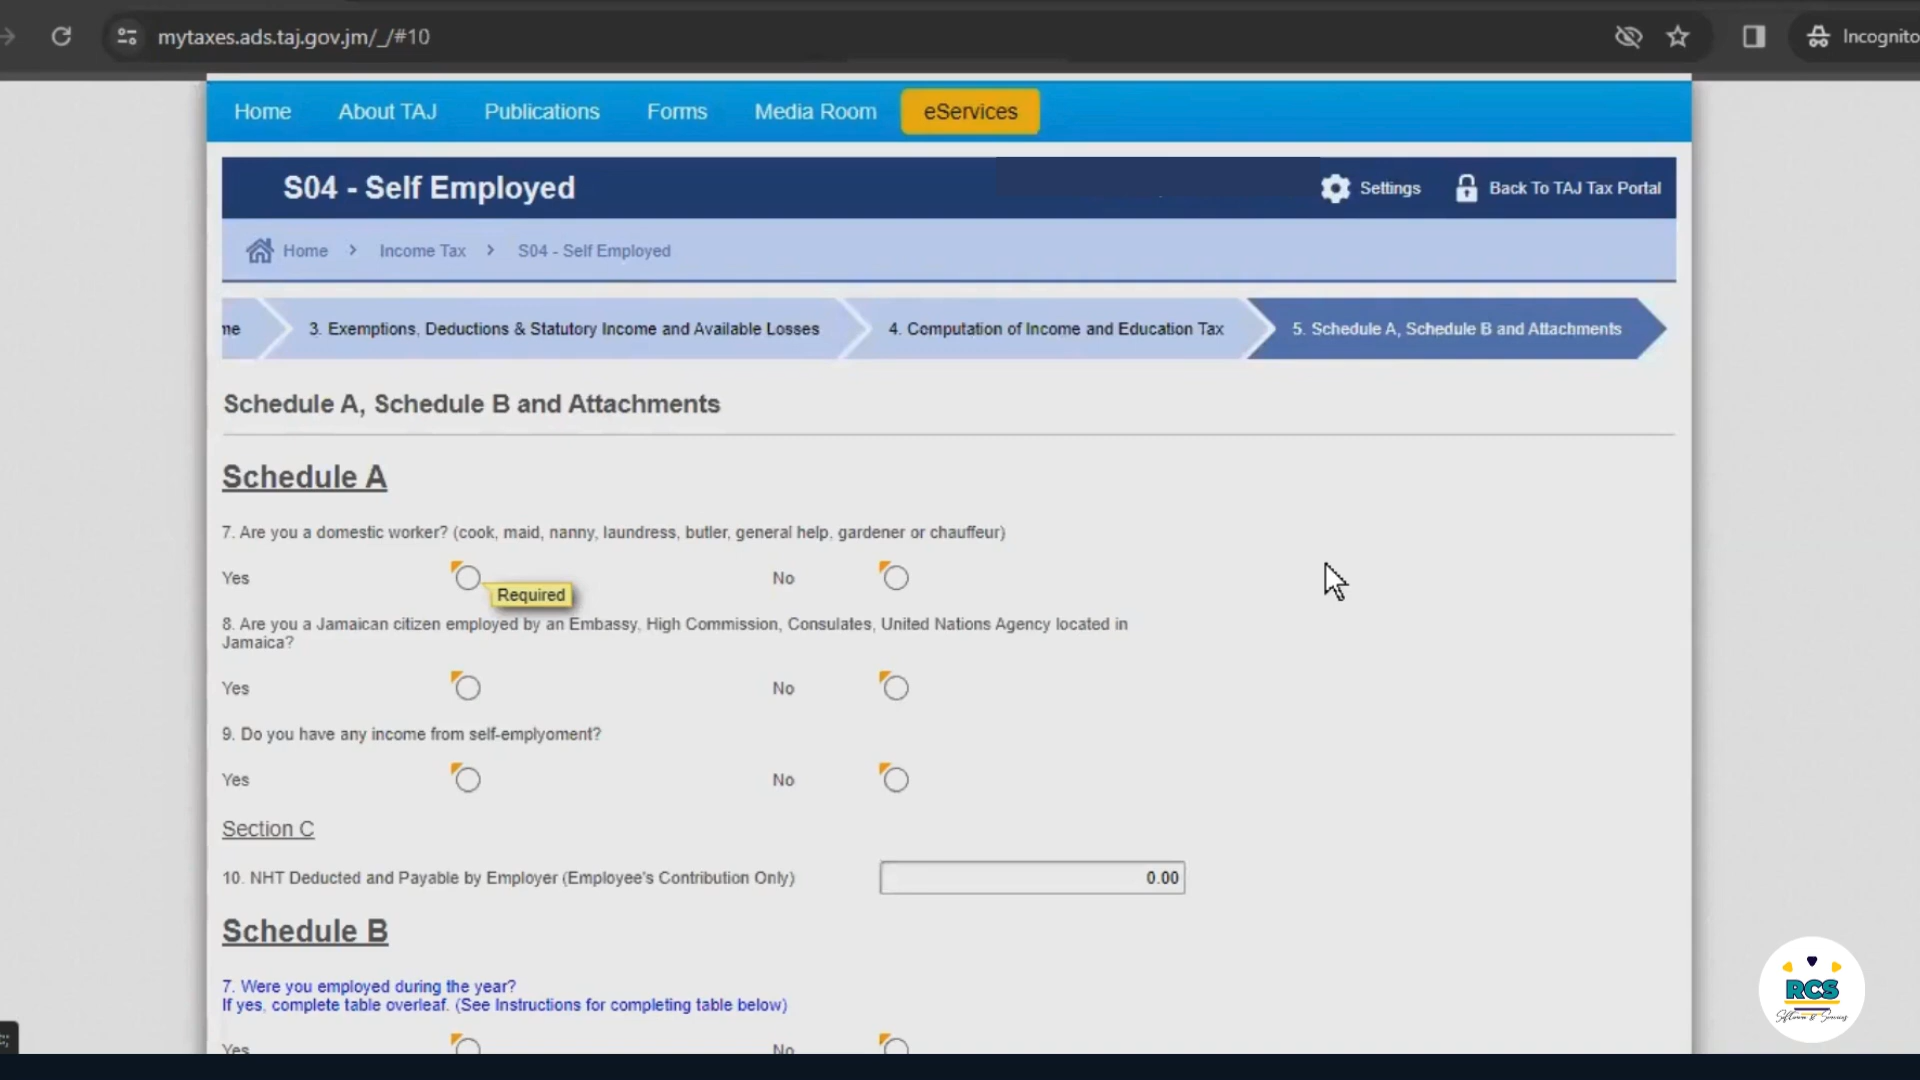 mytaxes.ads.taj.gov.jm/_/#10
Incognito
Home About TAJ Publications Forms Media Room eServices
S04 - Self Employed
Settings Back To TAJ Tax Portal
Home > Income Tax > S04 - Self Employed
me
3. Exemptions, Deductions & Statutory Income and Available Losses
4. Computation of Income and Education Tax
5. Schedule A, Schedule B and Attachments
Schedule A, Schedule B and Attachments
Schedule A
7. Are you a domestic worker? (cook, maid, nanny, laundress, butler, general help, gardener or chauffeur)
Yes No
Required
8. Are you a Jamaican citizen employed by an Embassy, High Commission, Consulates, United Nations Agency located in
Jamaica?
Yes No
9. Do you have any income from self-emplyoment?
Yes No
Section C
10. NHT Deducted and Payable by Employer (Employee's Contribution Only) 0.00
Schedule B
7. Were you employed during the year?
If yes, complete table overleaf. (See Instructions for completing table below)
Yes No
RCS
Software & Services